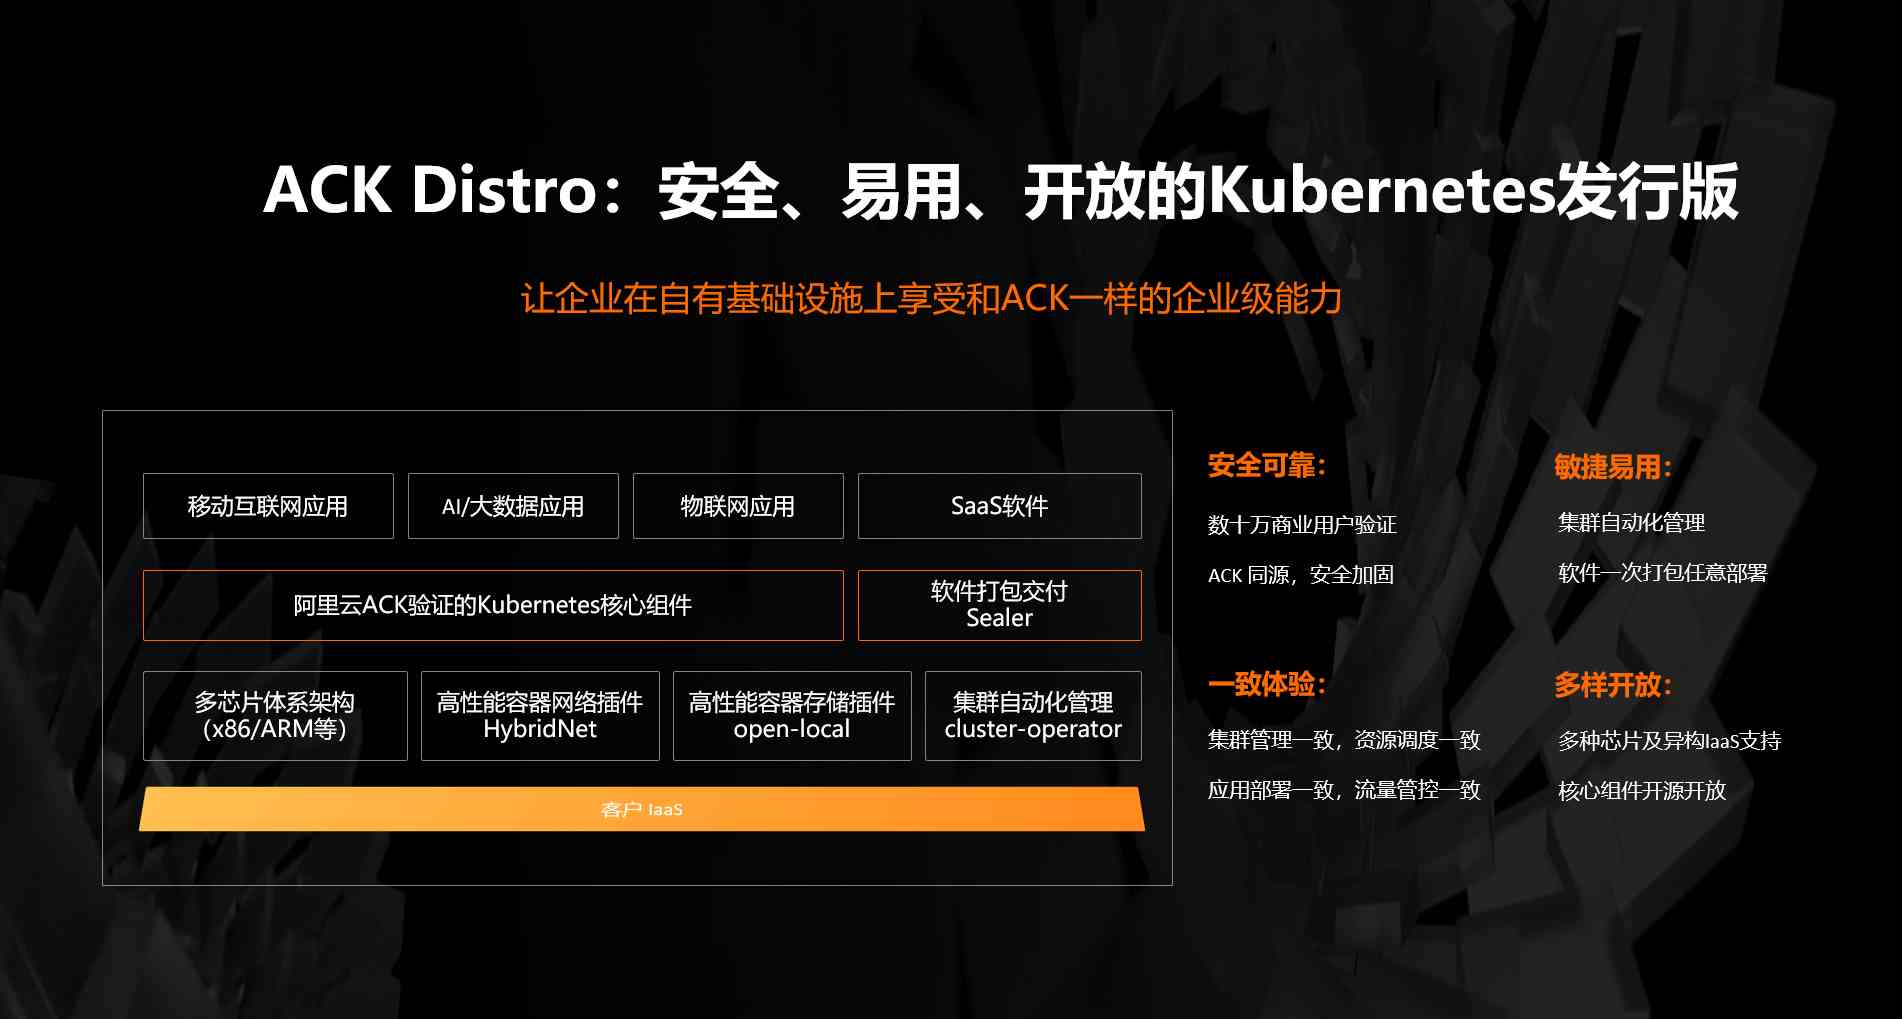 ACK Distro：安全、易用、开放的Kubernetes发行版
让企业在自有基础设施上享受和ACK一样的企业级能力
移动互联网应用
AI/大数据应用
物联网应用
SaaS软件
阿里云ACK验证的Kubernetes核心组件
软件打包交付
Sealer
多芯片体系架构
（x86/ARM等）
高性能容器网络插件
HybridNet
高性能容器存储插件
open-local
集群自动化管理
cluster-operator
客户 IaaS
安全可靠：
数十万商业用户验证
ACK 同源，安全加固
敏捷易用：
集群自动化管理
软件一次打包任意部署
一致体验：
集群管理一致，资源调度一致
应用部署一致，流量管控一致
多样开放：
多种芯片及异构IaaS支持
核心组件开源开放